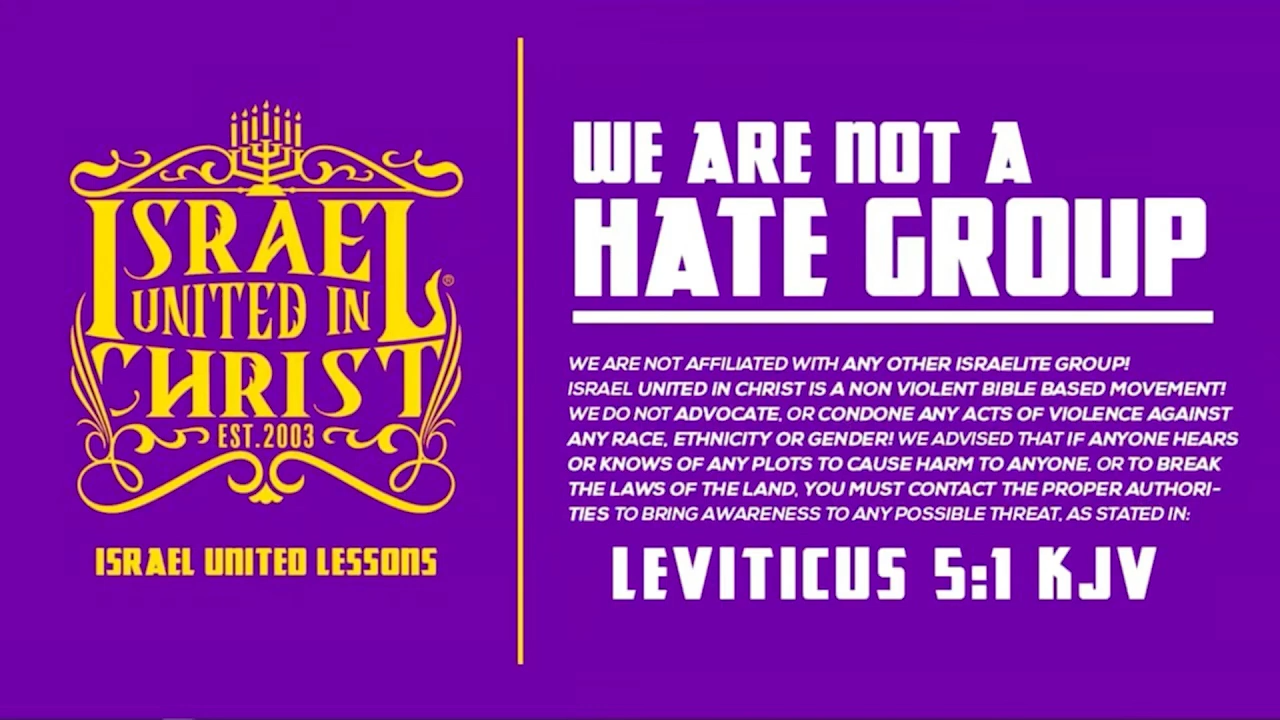 ISRAEL
UNITED IN
CHRIST
®
EST.2003
ISRAEL UNITED LESSONS
WE ARE NOT A
HATE GROUP
WE ARE NOT AFFILIATED WITH ANY OTHER ISRAELITE GROUP!
ISRAEL UNITED IN CHRIST IS A NON VIOLENT BIBLE BASED MOVEMENT!
WE DO NOT ADVOCATE, OR CONDONE ANY ACTS OF VIOLENCE AGAINST
ANY RACE, ETHNICITY OR GENDER! WE ADVISED THAT IF ANYONE HEARS
OR KNOWS OF ANY PLOTS TO CAUSE HARM TO ANYONE, OR TO BREAK
THE LAWS OF THE LAND, YOU MUST CONTACT THE PROPER AUTHORI-
TIES TO BRING AWARENESS TO ANY POSSIBLE THREAT, AS STATED IN:
LEVITICUS 5:1 KJV